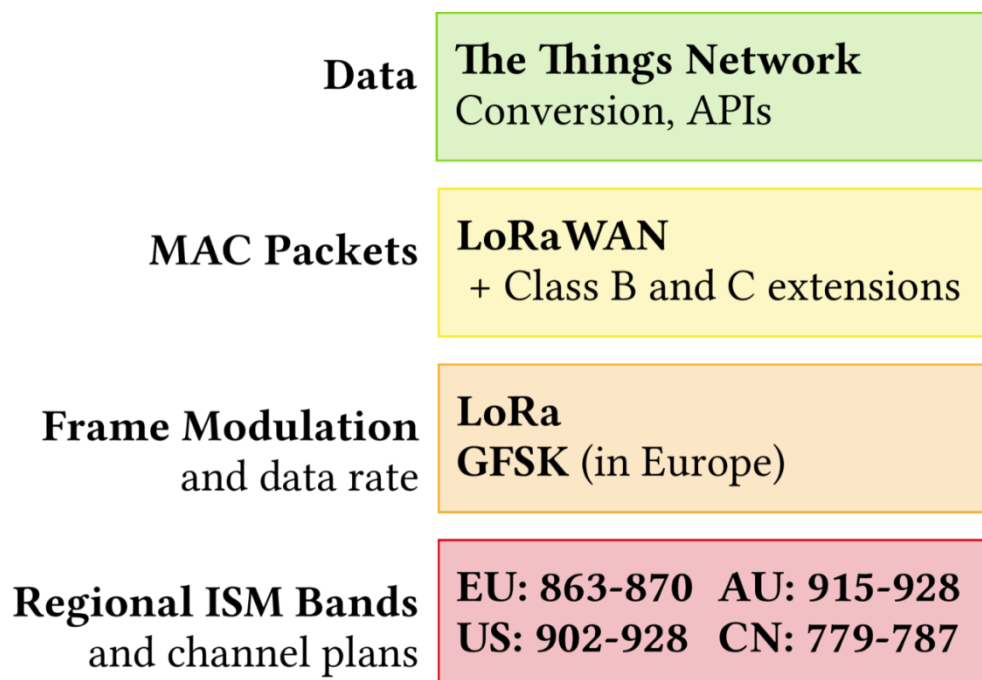 Data
The Things Network
Conversion, APIs
MAC Packets
LoRaWAN
+ Class B and C extensions
Frame Modulation
and data rate
LoRa
GFSK (in Europe)
Regional ISM Bands
and channel plans
EU: 863-870 AU: 915-928
US: 902-928 CN: 779-787